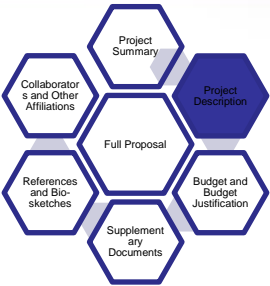 Project
Summary
Collaborator
s and Other
Affiliations
Project
Description
Full Proposal
References
and Bio-
sketches
Budget and
Budget
Justification
Supplement
ary
Documents